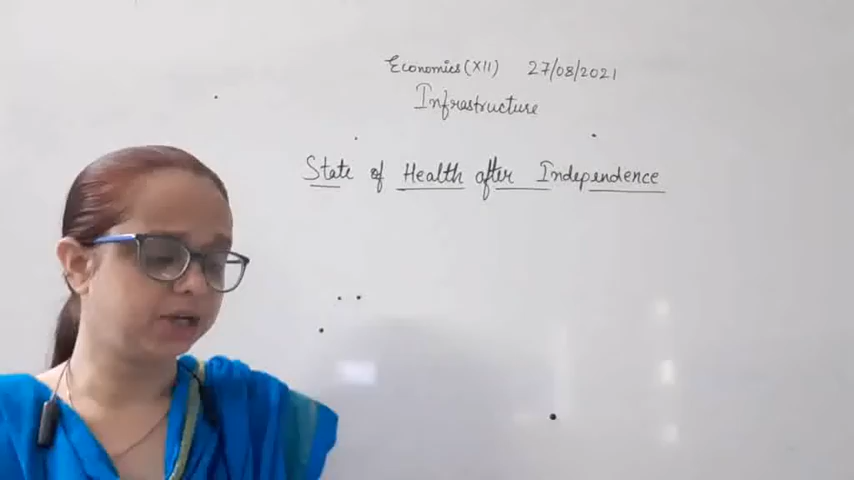 Economics (XII) 27/08/2021
Infrastructure
State of Health after Independence